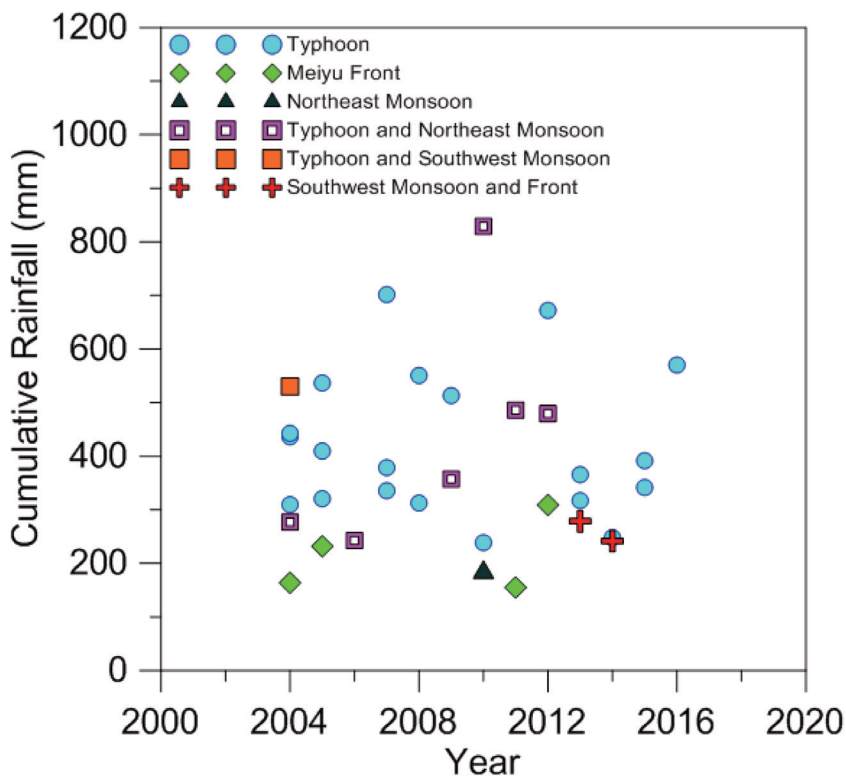 1200
1000
800
600
400
200
0
Cumulative Rainfall (mm)
Typhoon
Meiyu Front
Northeast Monsoon
Typhoon and Northeast Monsoon
Typhoon and Southwest Monsoon
Southwest Monsoon and Front
2000 2004 2008 2012 2016 2020
Year